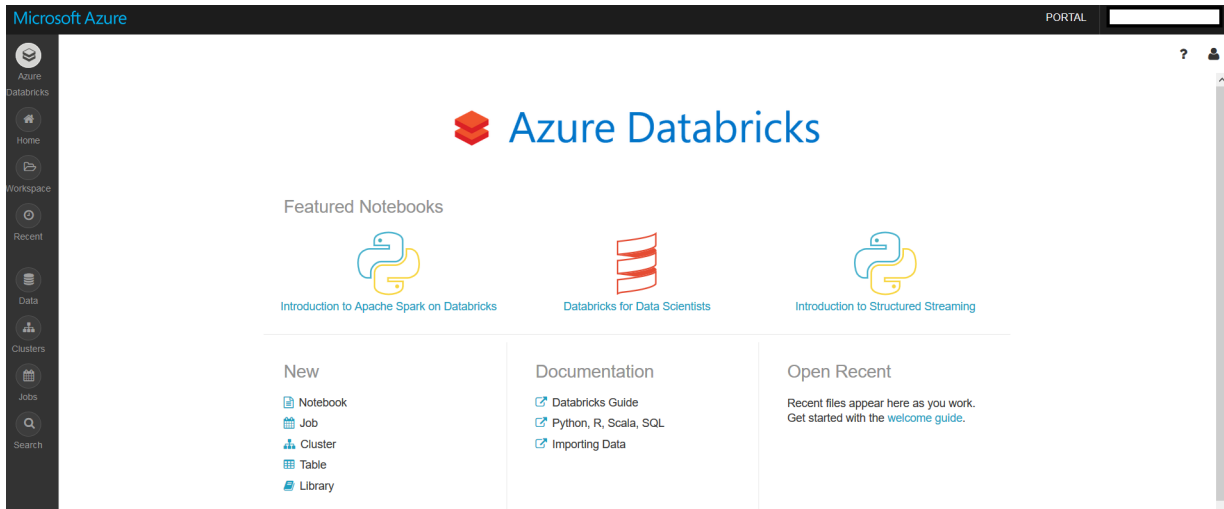 Microsoft Azure
PORTAL
?
Azure
Databricks
Home
Workspace
Recent
Data
Clusters
Jobs
Search
Azure Databricks
Featured Notebooks
Introduction to Apache Spark on Databricks
Databricks for Data Scientists
Introduction to Structured Streaming
New
Notebook
Job
Cluster
Table
Library
Documentation
Databricks Guide
Python, R, Scala, SQL
Importing Data
Open Recent
Recent files appear here as you work.
Get started with the welcome guide.